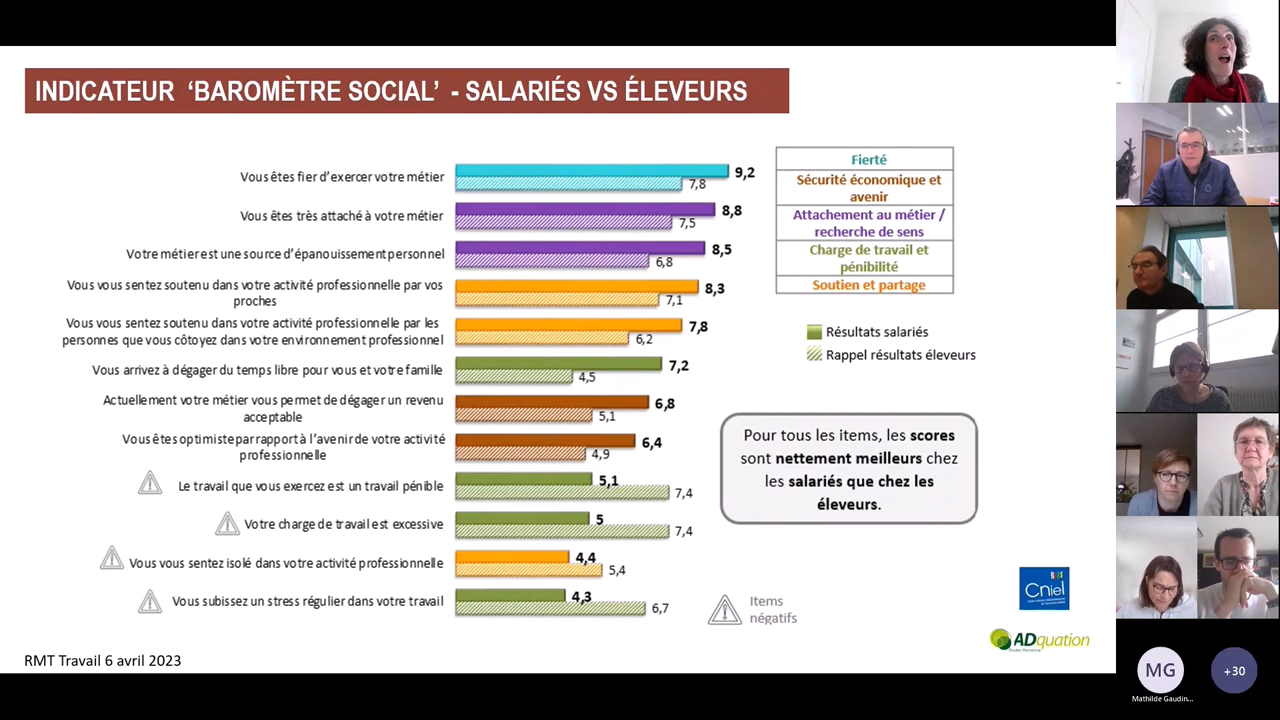 INDICATEUR ‘BAROMÈTRE SOCIAL’ - SALARIÉS VS ÉLEVEURS
Vous êtes fier d’exercer votre métier
9,2
7,8
Vous êtes très attaché à votre métier
8,8
7,5
Votre métier est une source d’épanouissement personnel
8,5
6,8
Vous vous sentez soutenu dans votre activité professionnelle par vos
proches
8,3
7,1
Vous vous sentez soutenu dans votre activité professionnelle par les
personnes que vous côtoyez dans votre environnement professionnel
7,8
6,2
Vous arrivez à dégager du temps libre pour vous et votre famille
7,2
4,5
Actuellement votre métier vous permet de dégager un revenu
acceptable
6,8
5,1
Vous êtes optimiste par rapport à l’avenir de votre activité
professionnelle
6,4
4,9
Le travail que vous exercez est un travail pénible
5,1
7,4
Votre charge de travail est excessive
5
7,4
Vous vous sentez isolé dans votre activité professionnelle
4,4
5,4
Vous subissez un stress régulier dans votre travail
4,3
6,7
Fierté
Sécurité économique et
avenir
Attachement au métier /
recherche de sens
Charge de travail et
pénibilité
Soutien et partage
Résultats salariés
Rappel résultats éleveurs
Pour tous les items, les scores
sont nettement meilleurs chez
les salariés que chez les
éleveurs.
Items
négatifs
Cniel
ADquation
RMT Travail 6 avril 2023
MG
Mathilde Gaudin...
+30